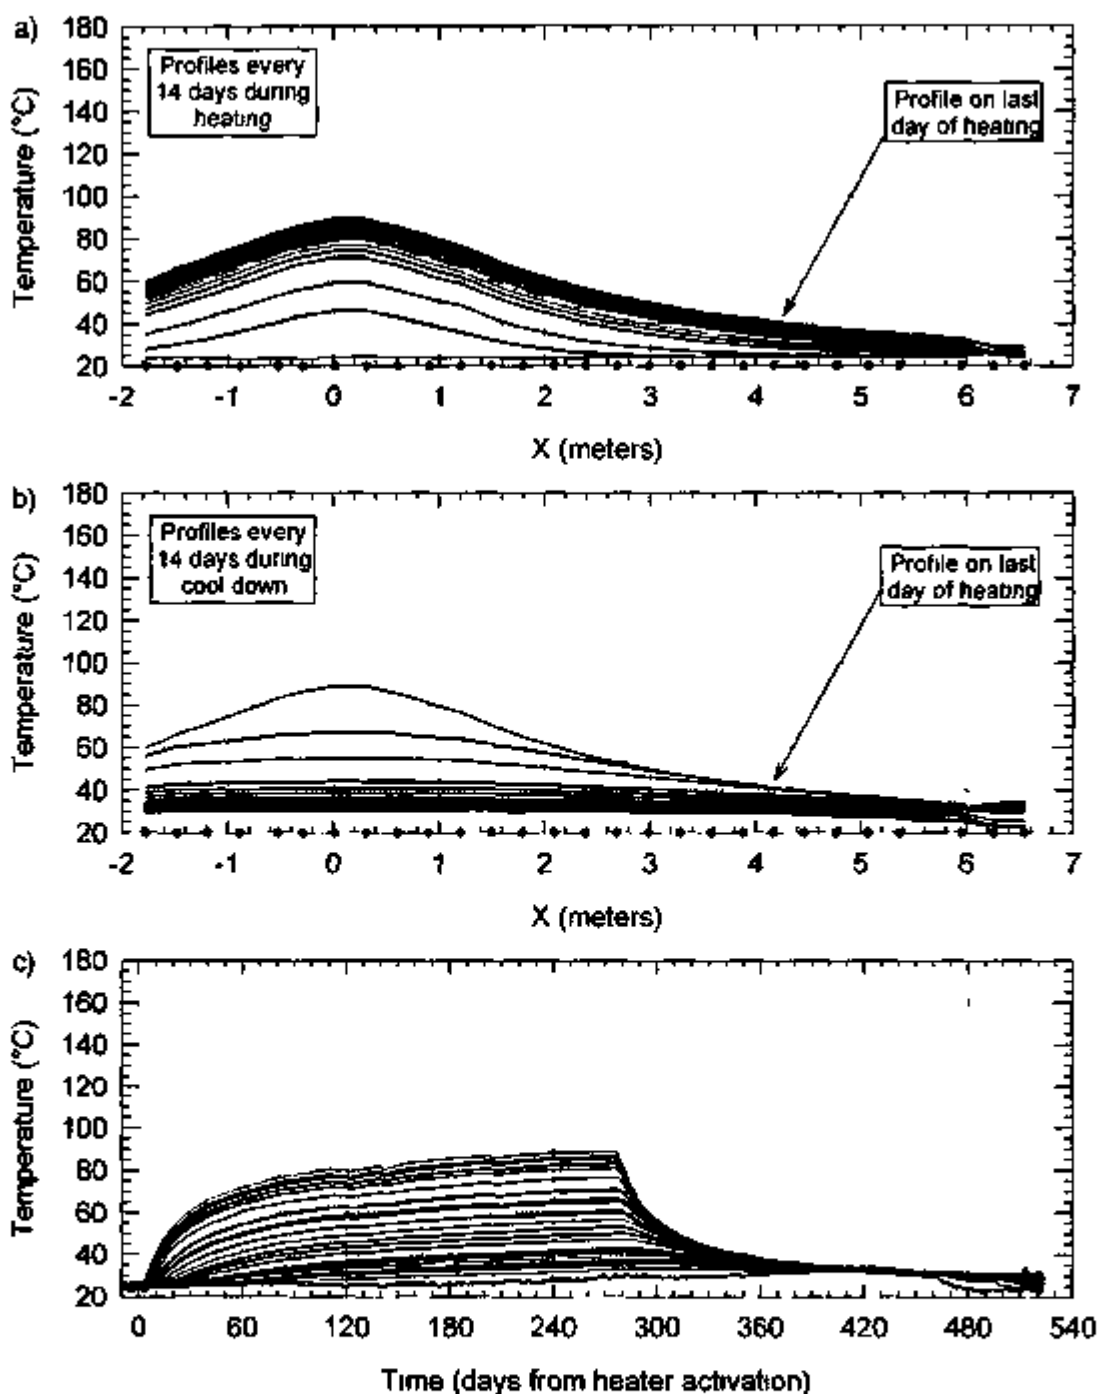 a)
180
160
140
120
100
80
60
40
20
Temperature (°C)
Profiles every
14 days during
heating
Profile on last
day of heating
-2 -1 0 1 2 3 4 5 6 7
X (meters)
b)
180
160
140
120
100
80
60
40
20
Temperature (°C)
Profiles every
14 days during
cool down
Profile on last
day of heating
-2 -1 0 1 2 3 4 5 6 7
X (meters)
c)
180
160
140
120
100
80
60
40
20
Temperature (°C)
0 60 120 180 240 300 360 420 480 540
Time (days from heater activation)